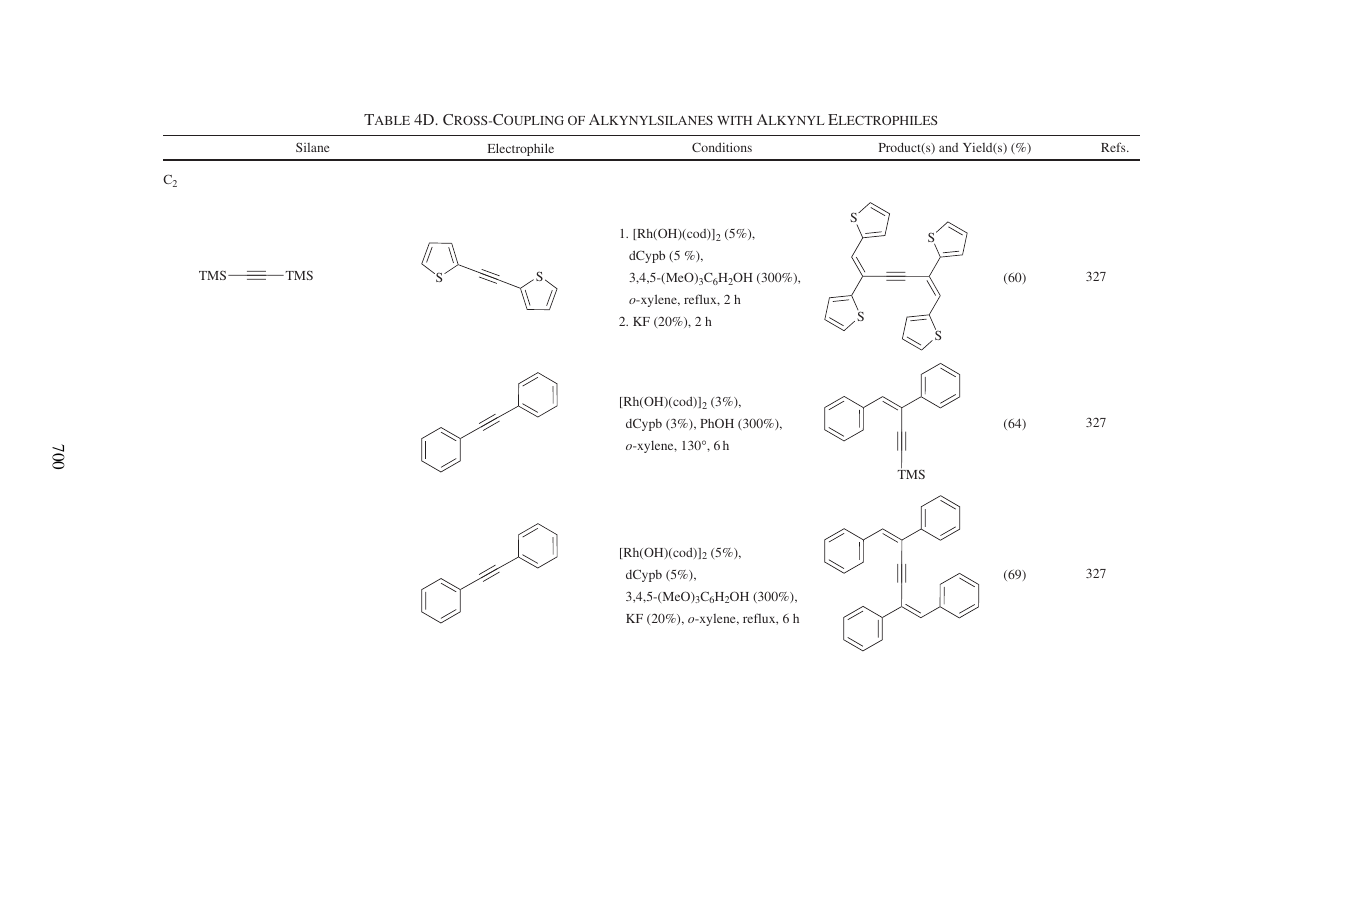 TABLE 4D. CROSS-COUPLING OF ALKYNYLSILANES WITH ALKYNYL ELECTROPHILES
Silane Electrophile Conditions Product(s) and Yield(s) (%) Refs.
C₂
TMS TMS
S S
1. [Rh(OH)(cod)]₂ (5%),
dCypb (5 %),
3,4,5-(MeO)₃C₆H₂OH (300%),
o-xylene, reflux, 2 h
2. KF (20%), 2 h
S S
S S
(60) 327
[Rh(OH)(cod)]₂ (3%),
dCypb (3%), PhOH (300%),
o-xylene, 130°, 6 h
TMS
(64) 327
[Rh(OH)(cod)]₂ (5%),
dCypb (5%),
3,4,5-(MeO)₃C₆H₂OH (300%),
KF (20%), o-xylene, reflux, 6 h
(69) 327
700